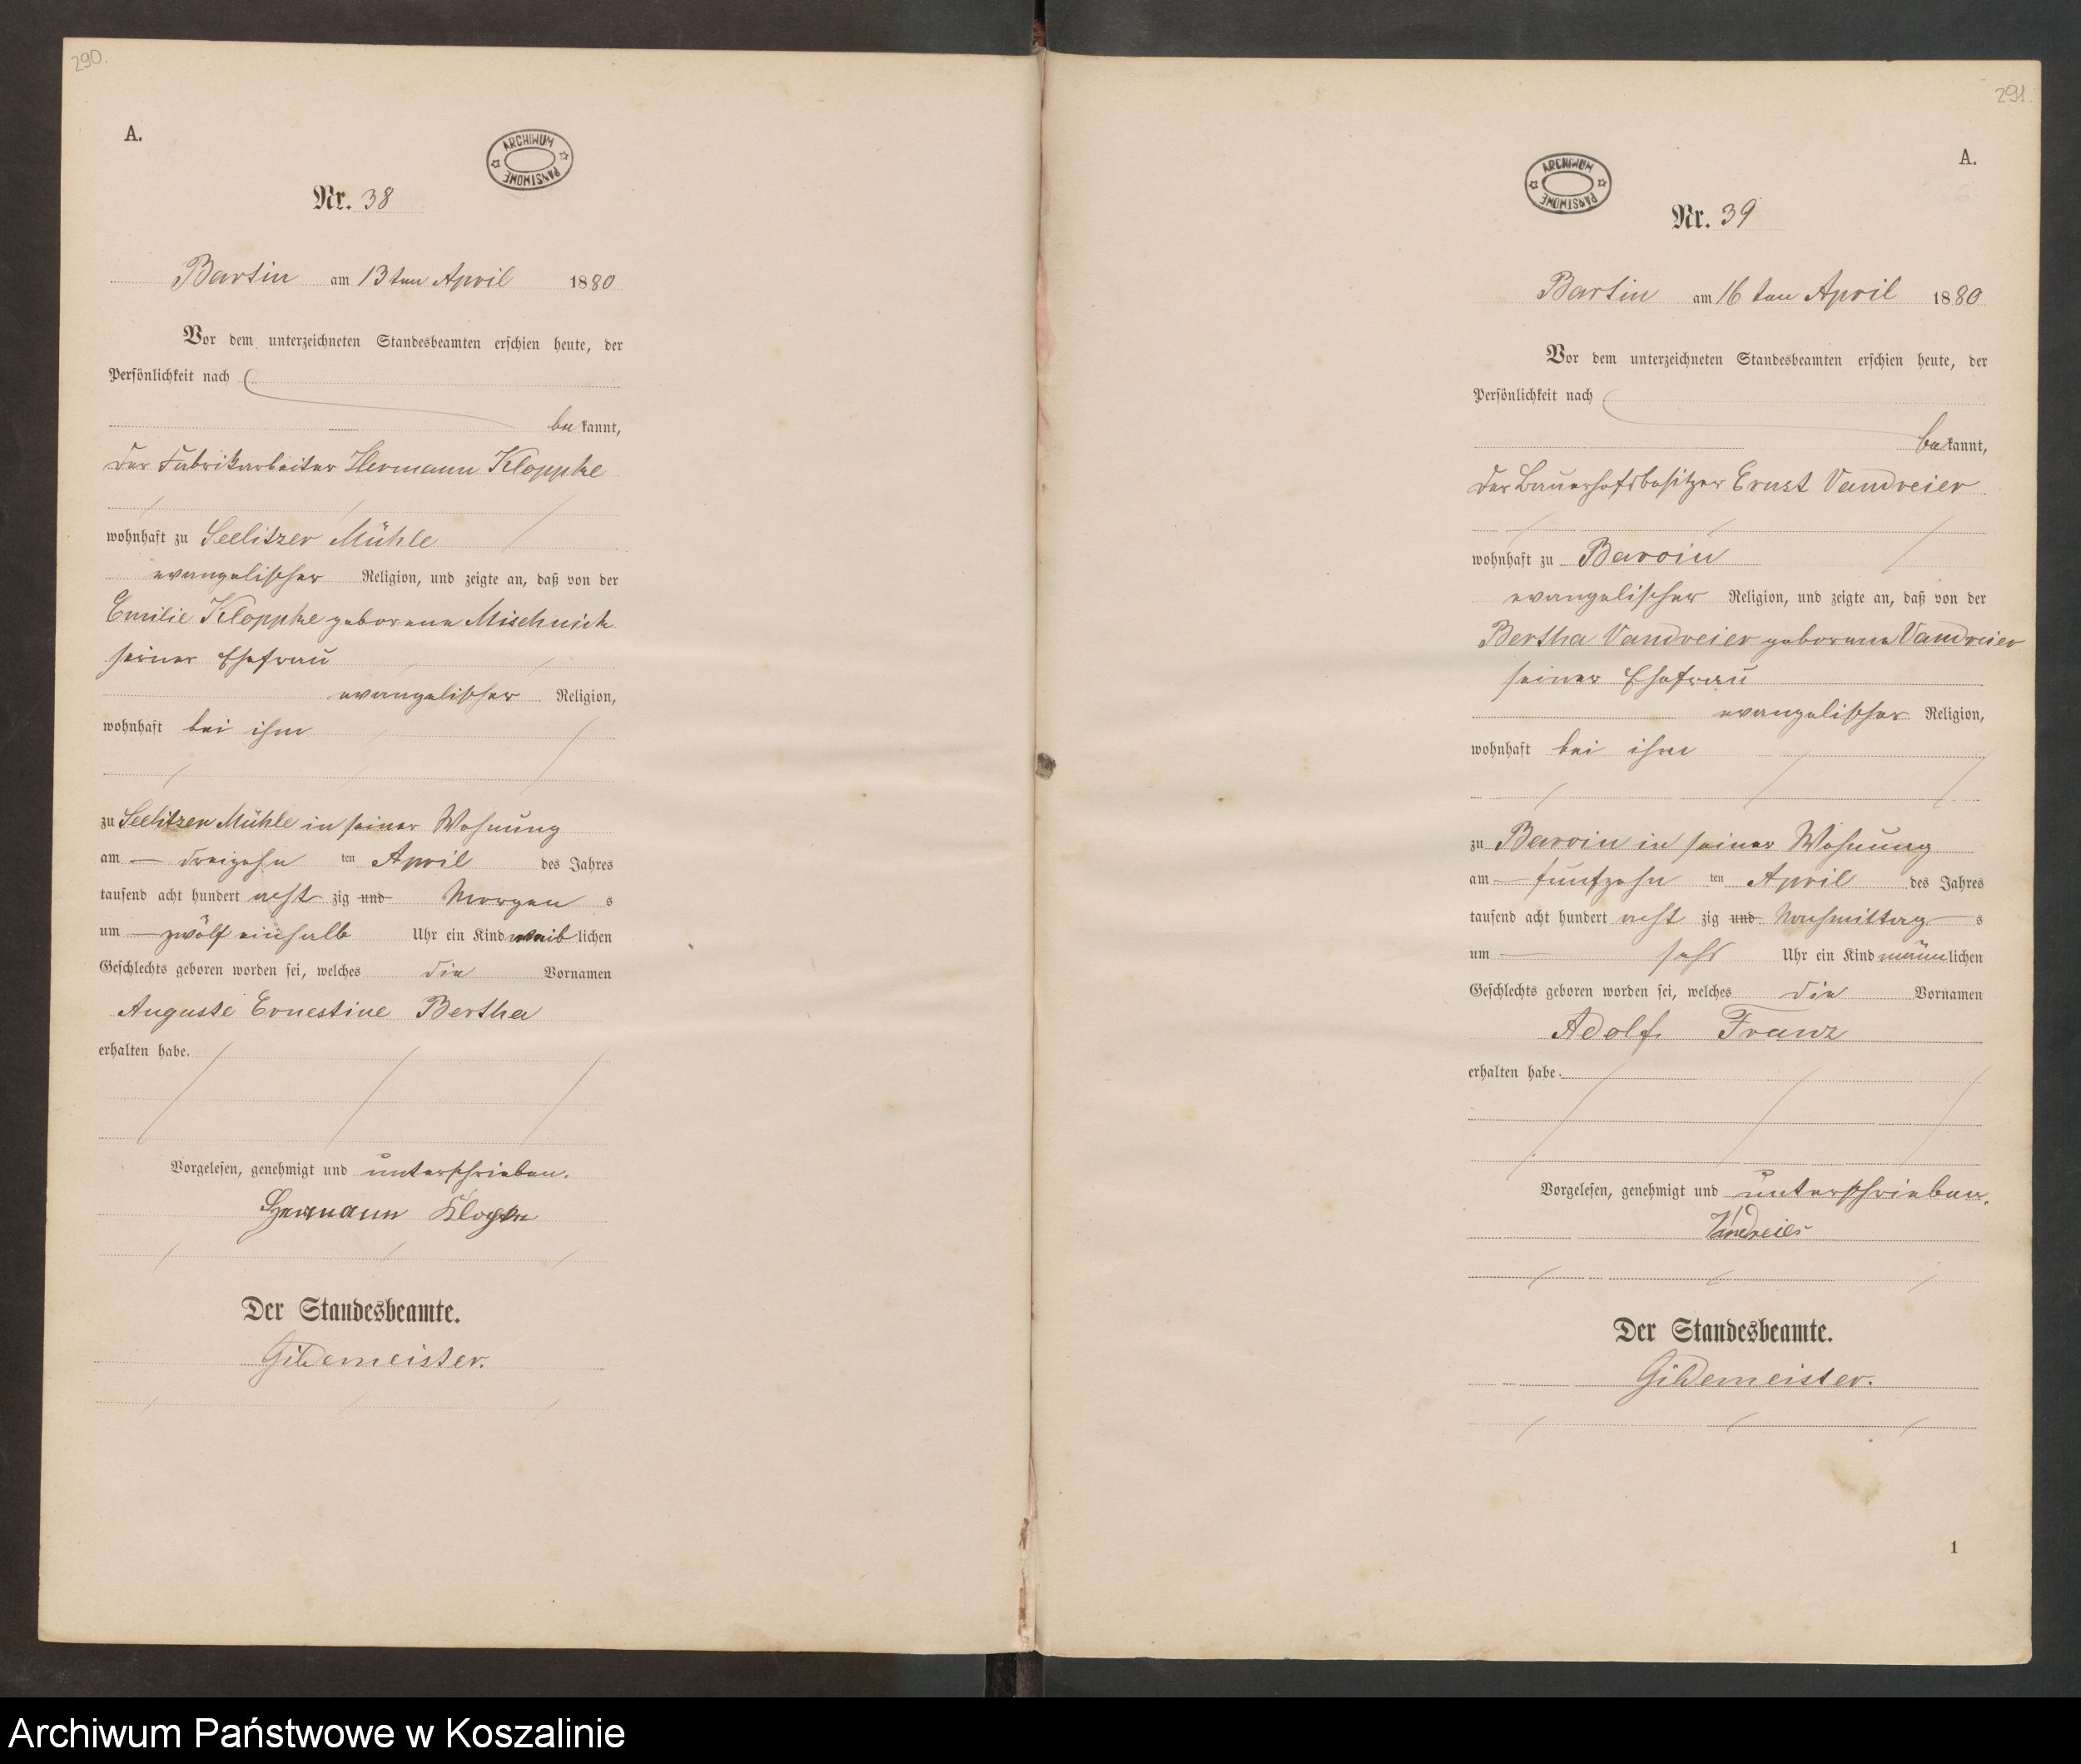 290.
A.
ARCHIWUM PAŃSTWOWE
Nr. 38
Bartin am 13ten April 1880
Vor dem unterzeichneten Standesbeamten erschien heute, der
Persönlichkeit nach
bekannt,
der Fabrikarbeiter Hermann Kloppke
wohnhaft zu Seelitzer Mühle
evangelischer Religion, und zeigte an, daß von der
Emilie Kloppke geborene Mischnick
seiner Ehefrau
evangelischer Religion,
wohnhaft bei ihm
zu Seelitzer Mühle in seiner Wohnung
am — dreizehn ten April des Jahres
tausend acht hundert acht zig und Morgen s
um — zwölf einhalb Uhr ein Kind weiblichen
Geschlechts geboren worden sei, welches die Vornamen
Auguste Ernestine Bertha
erhalten habe.
Vorgelesen, genehmigt und unterschrieben.
Hermann
Der Standesbeamte.
Gildemeister.
291.
A.
ARCHIWUM PAŃSTWOWE
Nr. 39
Bartin am 16ten April 1880
Vor dem unterzeichneten Standesbeamten erschien heute, der
Persönlichkeit nach
bekannt,
der Bauerhofsbesitzer Ernst Vandreier
wohnhaft zu Barvin
evangelischer Religion, und zeigte an, daß von der
Bertha Vandreier geborene Vandreier
seiner Ehefrau
evangelischer Religion,
wohnhaft bei ihm
zu Barvin in seiner Wohnung
am — fünfzehn ten April des Jahres
tausend acht hundert acht zig und Nachmittag s
um — sechs Uhr ein Kind männlichen
Geschlechts geboren worden sei, welches die Vornamen
Adolf Franz
erhalten habe.
Vorgelesen, genehmigt und unterschrieben.
Vandreier
Der Standesbeamte.
Gildemeister.
1
Archiwum Państwowe w Koszalinie